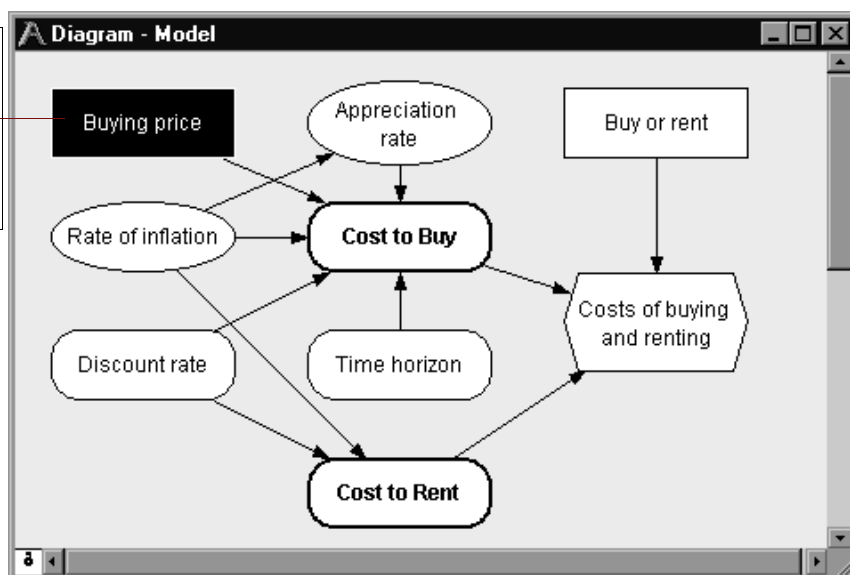 Diagram - Model
Buying price
Appreciation
rate
Buy or rent
Rate of inflation
Cost to Buy
Costs of buying
and renting
Discount rate
Time horizon
Cost to Rent